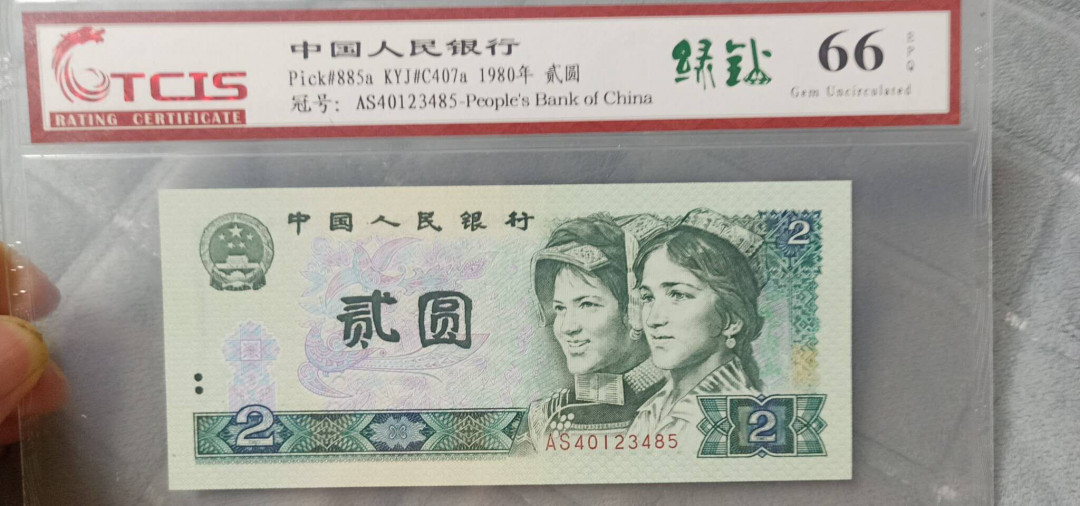 中国人民银行
Pick#885a KYJ#C407a 1980年 贰圆
冠号: AS40123485-People's Bank of China
TCIS
RATING CERTIFICATE
绿钻
66
EPQ
Gem Uncirculated
中国人民银行
贰圆
2
2
AS40123485
2